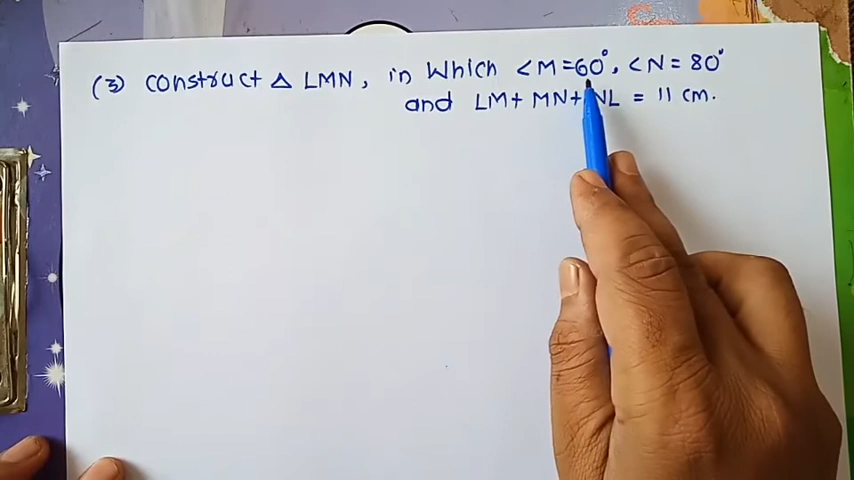 (3) construct △ LMN, in which <M=60°, <N = 80°
and LM+ MN+ NL = 11 cm.